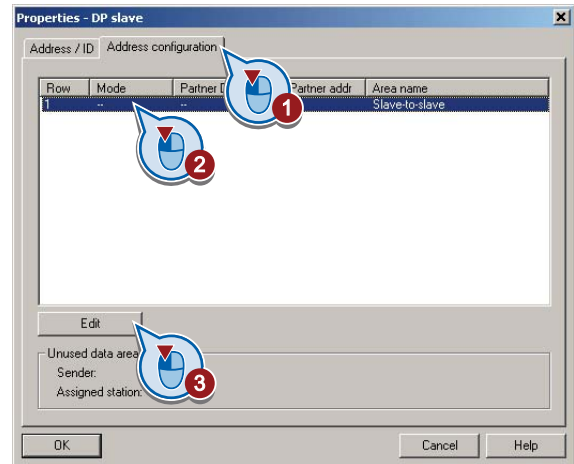 Properties - DP slave
Address / ID Address configuration
Row Mode Partner Partner addr Area name
1 -- -- Slave-to-slave
1
2
Edit
3
Unused data area
Sender:
Assigned station:
OK Cancel Help